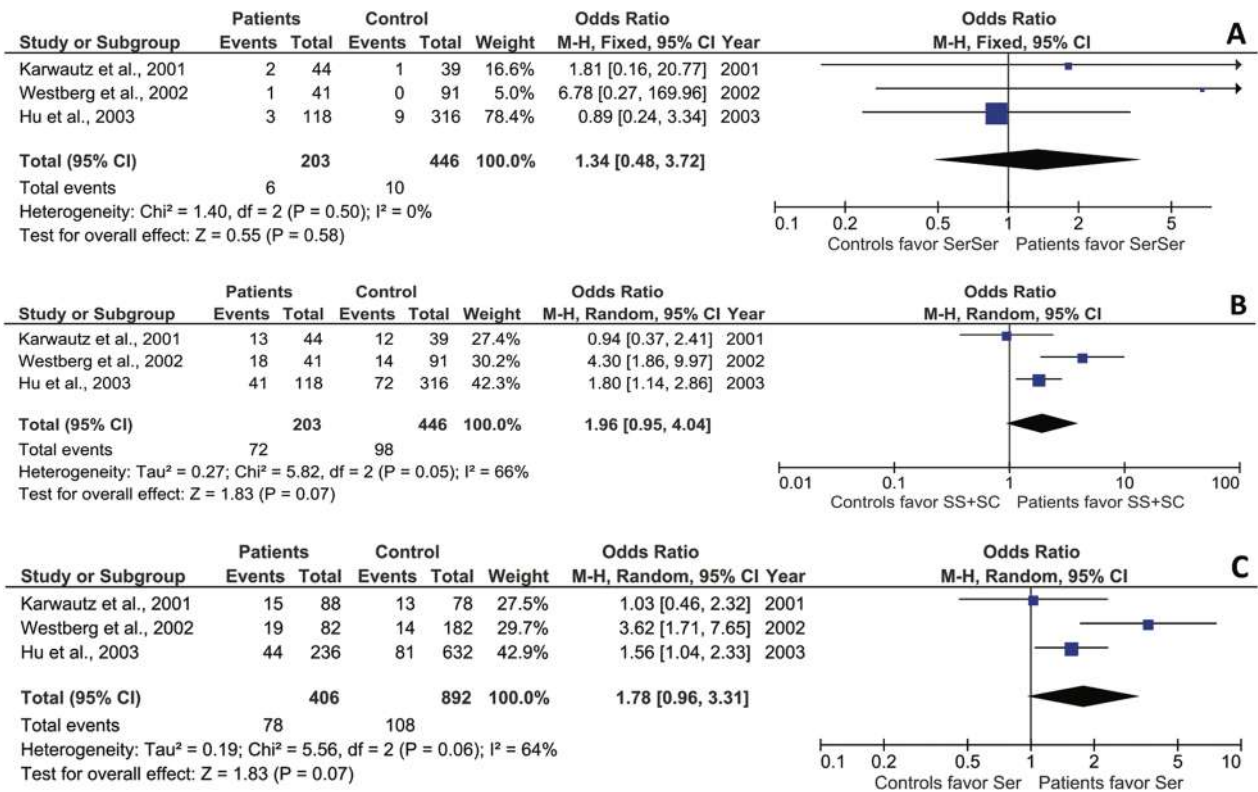 Patients Control Odds Ratio Odds Ratio A
Study or Subgroup Events Total Events Total Weight M-H, Fixed, 95% CI Year M-H, Fixed, 95% CI
Karwautz et al., 2001 2 44 1 39 16.6% 1.81 [0.16, 20.77] 2001
Westberg et al., 2002 1 41 0 91 5.0% 6.78 [0.27, 169.96] 2002
Hu et al., 2003 3 118 9 316 78.4% 0.89 [0.24, 3.34] 2003
Total (95% CI) 203 446 100.0% 1.34 [0.48, 3.72]
Total events 6 10
Heterogeneity: Chi² = 1.40, df = 2 (P = 0.50); I² = 0%
Test for overall effect: Z = 0.55 (P = 0.58)
0.1 0.2 0.5 1 2 5
Controls favor SerSer Patients favor SerSer
Patients Control Odds Ratio Odds Ratio B
Study or Subgroup Events Total Events Total Weight M-H, Random, 95% CI Year M-H, Random, 95% CI
Karwautz et al., 2001 13 44 12 39 27.4% 0.94 [0.37, 2.41] 2001
Westberg et al., 2002 18 41 14 91 30.2% 4.30 [1.86, 9.97] 2002
Hu et al., 2003 41 118 72 316 42.3% 1.80 [1.14, 2.86] 2003
Total (95% CI) 203 446 100.0% 1.96 [0.95, 4.04]
Total events 72 98
Heterogeneity: Tau² = 0.27; Chi² = 5.82, df = 2 (P = 0.05); I² = 66%
Test for overall effect: Z = 1.83 (P = 0.07)
0.01 0.1 1 10 100
Controls favor SS+SC Patients favor SS+SC
Patients Control Odds Ratio Odds Ratio C
Study or Subgroup Events Total Events Total Weight M-H, Random, 95% CI Year M-H, Random, 95% CI
Karwautz et al., 2001 15 88 13 78 27.5% 1.03 [0.46, 2.32] 2001
Westberg et al., 2002 19 82 14 182 29.7% 3.62 [1.71, 7.65] 2002
Hu et al., 2003 44 236 81 632 42.9% 1.56 [1.04, 2.33] 2003
Total (95% CI) 406 892 100.0% 1.78 [0.96, 3.31]
Total events 78 108
Heterogeneity: Tau² = 0.19; Chi² = 5.56, df = 2 (P = 0.06); I² = 64%
Test for overall effect: Z = 1.83 (P = 0.07)
0.1 0.2 0.5 1 2 5 10
Controls favor Ser Patients favor Ser